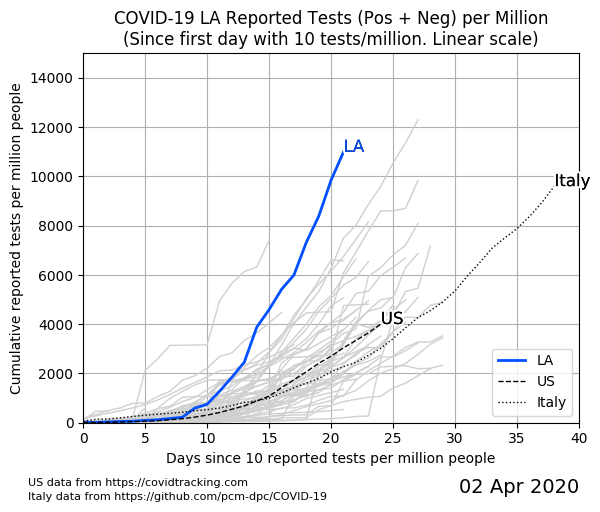 COVID-19 LA Reported Tests (Pos + Neg) per Million
(Since first day with 10 tests/million. Linear scale)
Cumulative reported tests per million people
14000
12000
10000
8000
6000
4000
2000
0
LA
Italy
US
LA
US
Italy
0 5 10 15 20 25 30 35 40
Days since 10 reported tests per million people
US data from https://covidtracking.com
Italy data from https://github.com/pcm-dpc/COVID-19
02 Apr 2020